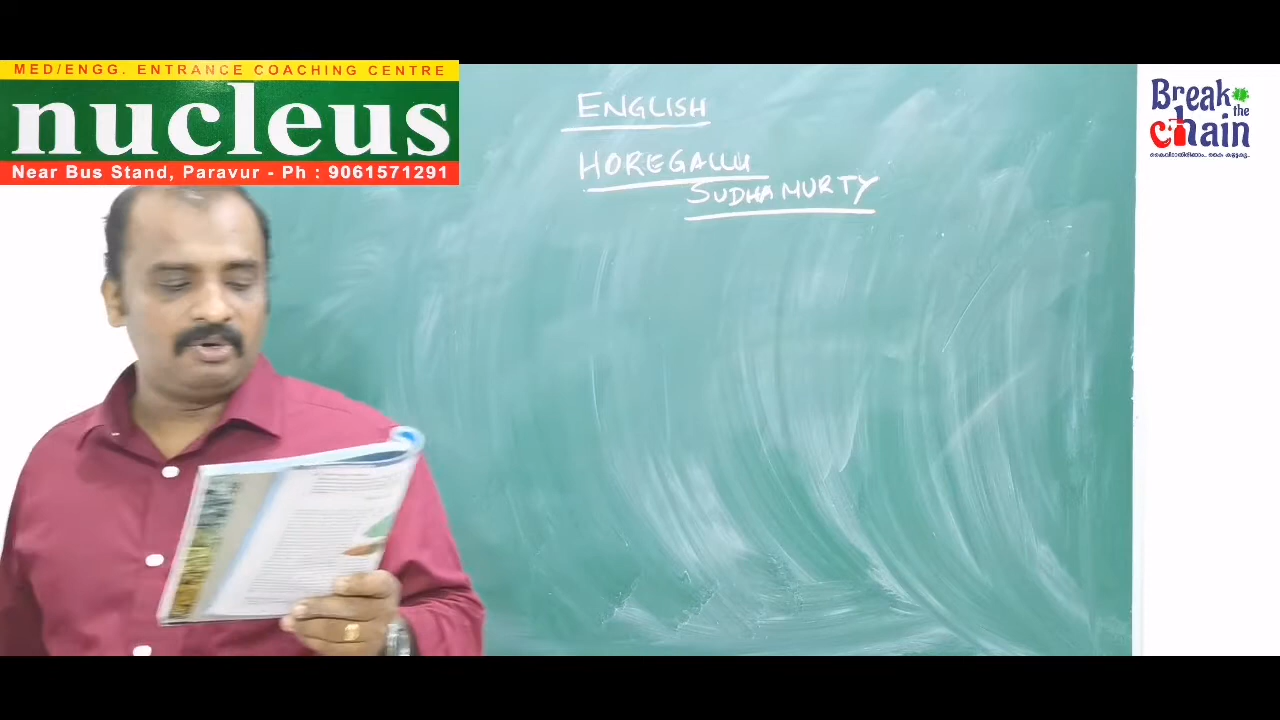 MED/ENGG. ENTRANCE COACHING CENTRE
nucleus
Near Bus Stand, Paravur - Ph : 9061571291
ENGLISH
HOREGALLU
SUDHA MURTY
Break
the
chain